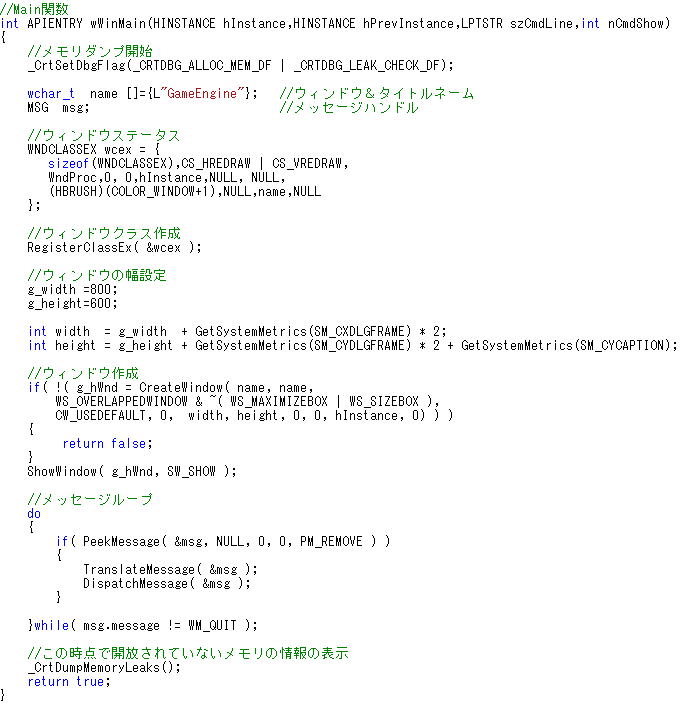 //Main関数
int APIENTRY wWinMain(HINSTANCE hInstance,HINSTANCE hPrevInstance,LPTSTR szCmdLine,int nCmdShow)
{
    //メモリダンプ開始
    _CrtSetDbgFlag(_CRTDBG_ALLOC_MEM_DF | _CRTDBG_LEAK_CHECK_DF);

    wchar_t  name []={L"GameEngine"};   //ウィンドウ＆タイトルネーム
    MSG  msg;                           //メッセージハンドル

    //ウィンドウステータス
    WNDCLASSEX wcex = {
       sizeof(WNDCLASSEX),CS_HREDRAW | CS_VREDRAW,
       WndProc,0, 0,hInstance,NULL, NULL,
       (HBRUSH)(COLOR_WINDOW+1),NULL,name,NULL
    };

    //ウィンドウクラス作成
    RegisterClassEx( &wcex );

    //ウィンドウの幅設定
    g_width =800;
    g_height=600;

    int width  = g_width  + GetSystemMetrics(SM_CXDLGFRAME) * 2;
    int height = g_height + GetSystemMetrics(SM_CYDLGFRAME) * 2 + GetSystemMetrics(SM_CYCAPTION);

    //ウィンドウ作成
    if( !( g_hWnd = CreateWindow( name, name,
        WS_OVERLAPPEDWINDOW & ~( WS_MAXIMIZEBOX | WS_SIZEBOX ),
        CW_USEDEFAULT, 0,  width, height, 0, 0, hInstance, 0) ) )
    {
         return false;
    }
    ShowWindow( g_hWnd, SW_SHOW );

    //メッセージループ
    do
    {
        if( PeekMessage( &msg, NULL, 0, 0, PM_REMOVE ) )
        {
            TranslateMessage( &msg );
            DispatchMessage( &msg );
        }

    }while( msg.message != WM_QUIT );

    //この時点で開放されていないメモリの情報の表示
    _CrtDumpMemoryLeaks();
    return true;
}